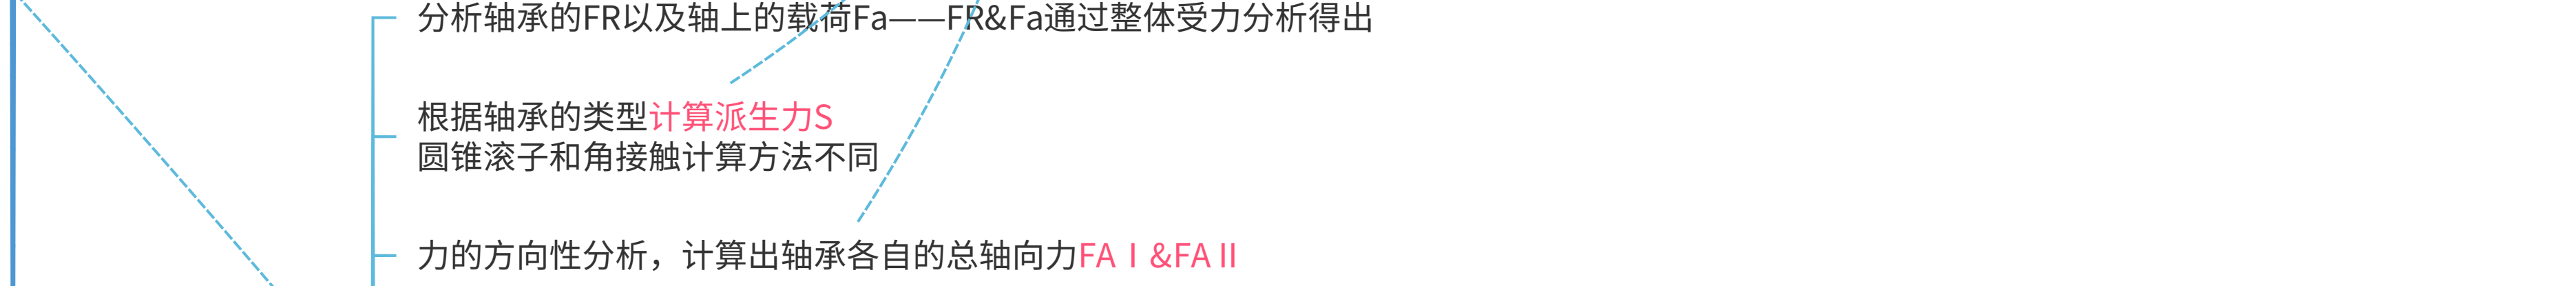 分析轴承的FR以及轴上的载荷Fa——FR&Fa通过整体受力分析得出
根据轴承的类型计算派生力S
圆锥滚子和角接触计算方法不同
力的方向性分析，计算出轴承各自的总轴向力FAⅠ&FAⅡ